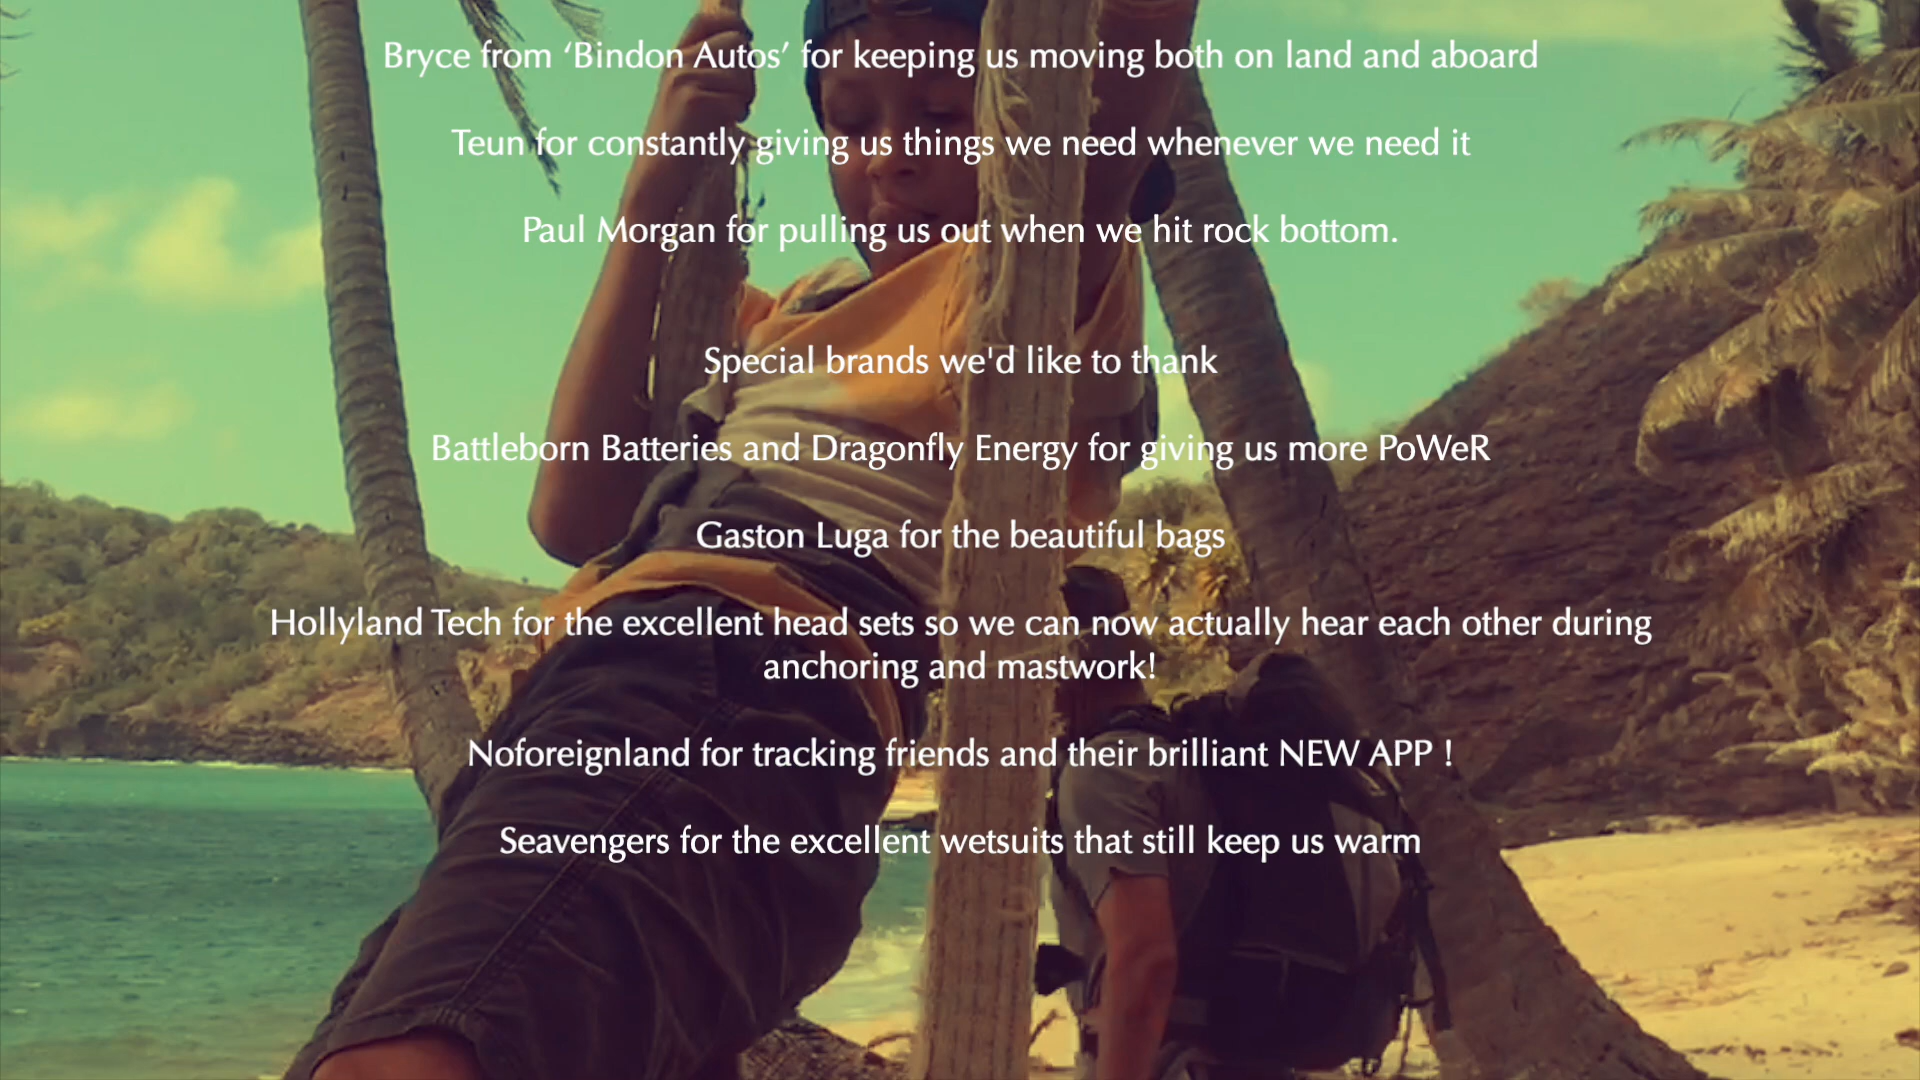 Bryce from ‘Bindon Autos’ for keeping us moving both on land and aboard
Teun for constantly giving us things we need whenever we need it
Paul Morgan for pulling us out when we hit rock bottom.
Special brands we'd like to thank
Battleborn Batteries and Dragonfly Energy for giving us more PoWeR
Gaston Luga for the beautiful bags
Hollyland Tech for the excellent head sets so we can now actually hear each other during
anchoring and mastwork!
Noforeignland for tracking friends and their brilliant NEW APP !
Seavengers for the excellent wetsuits that still keep us warm